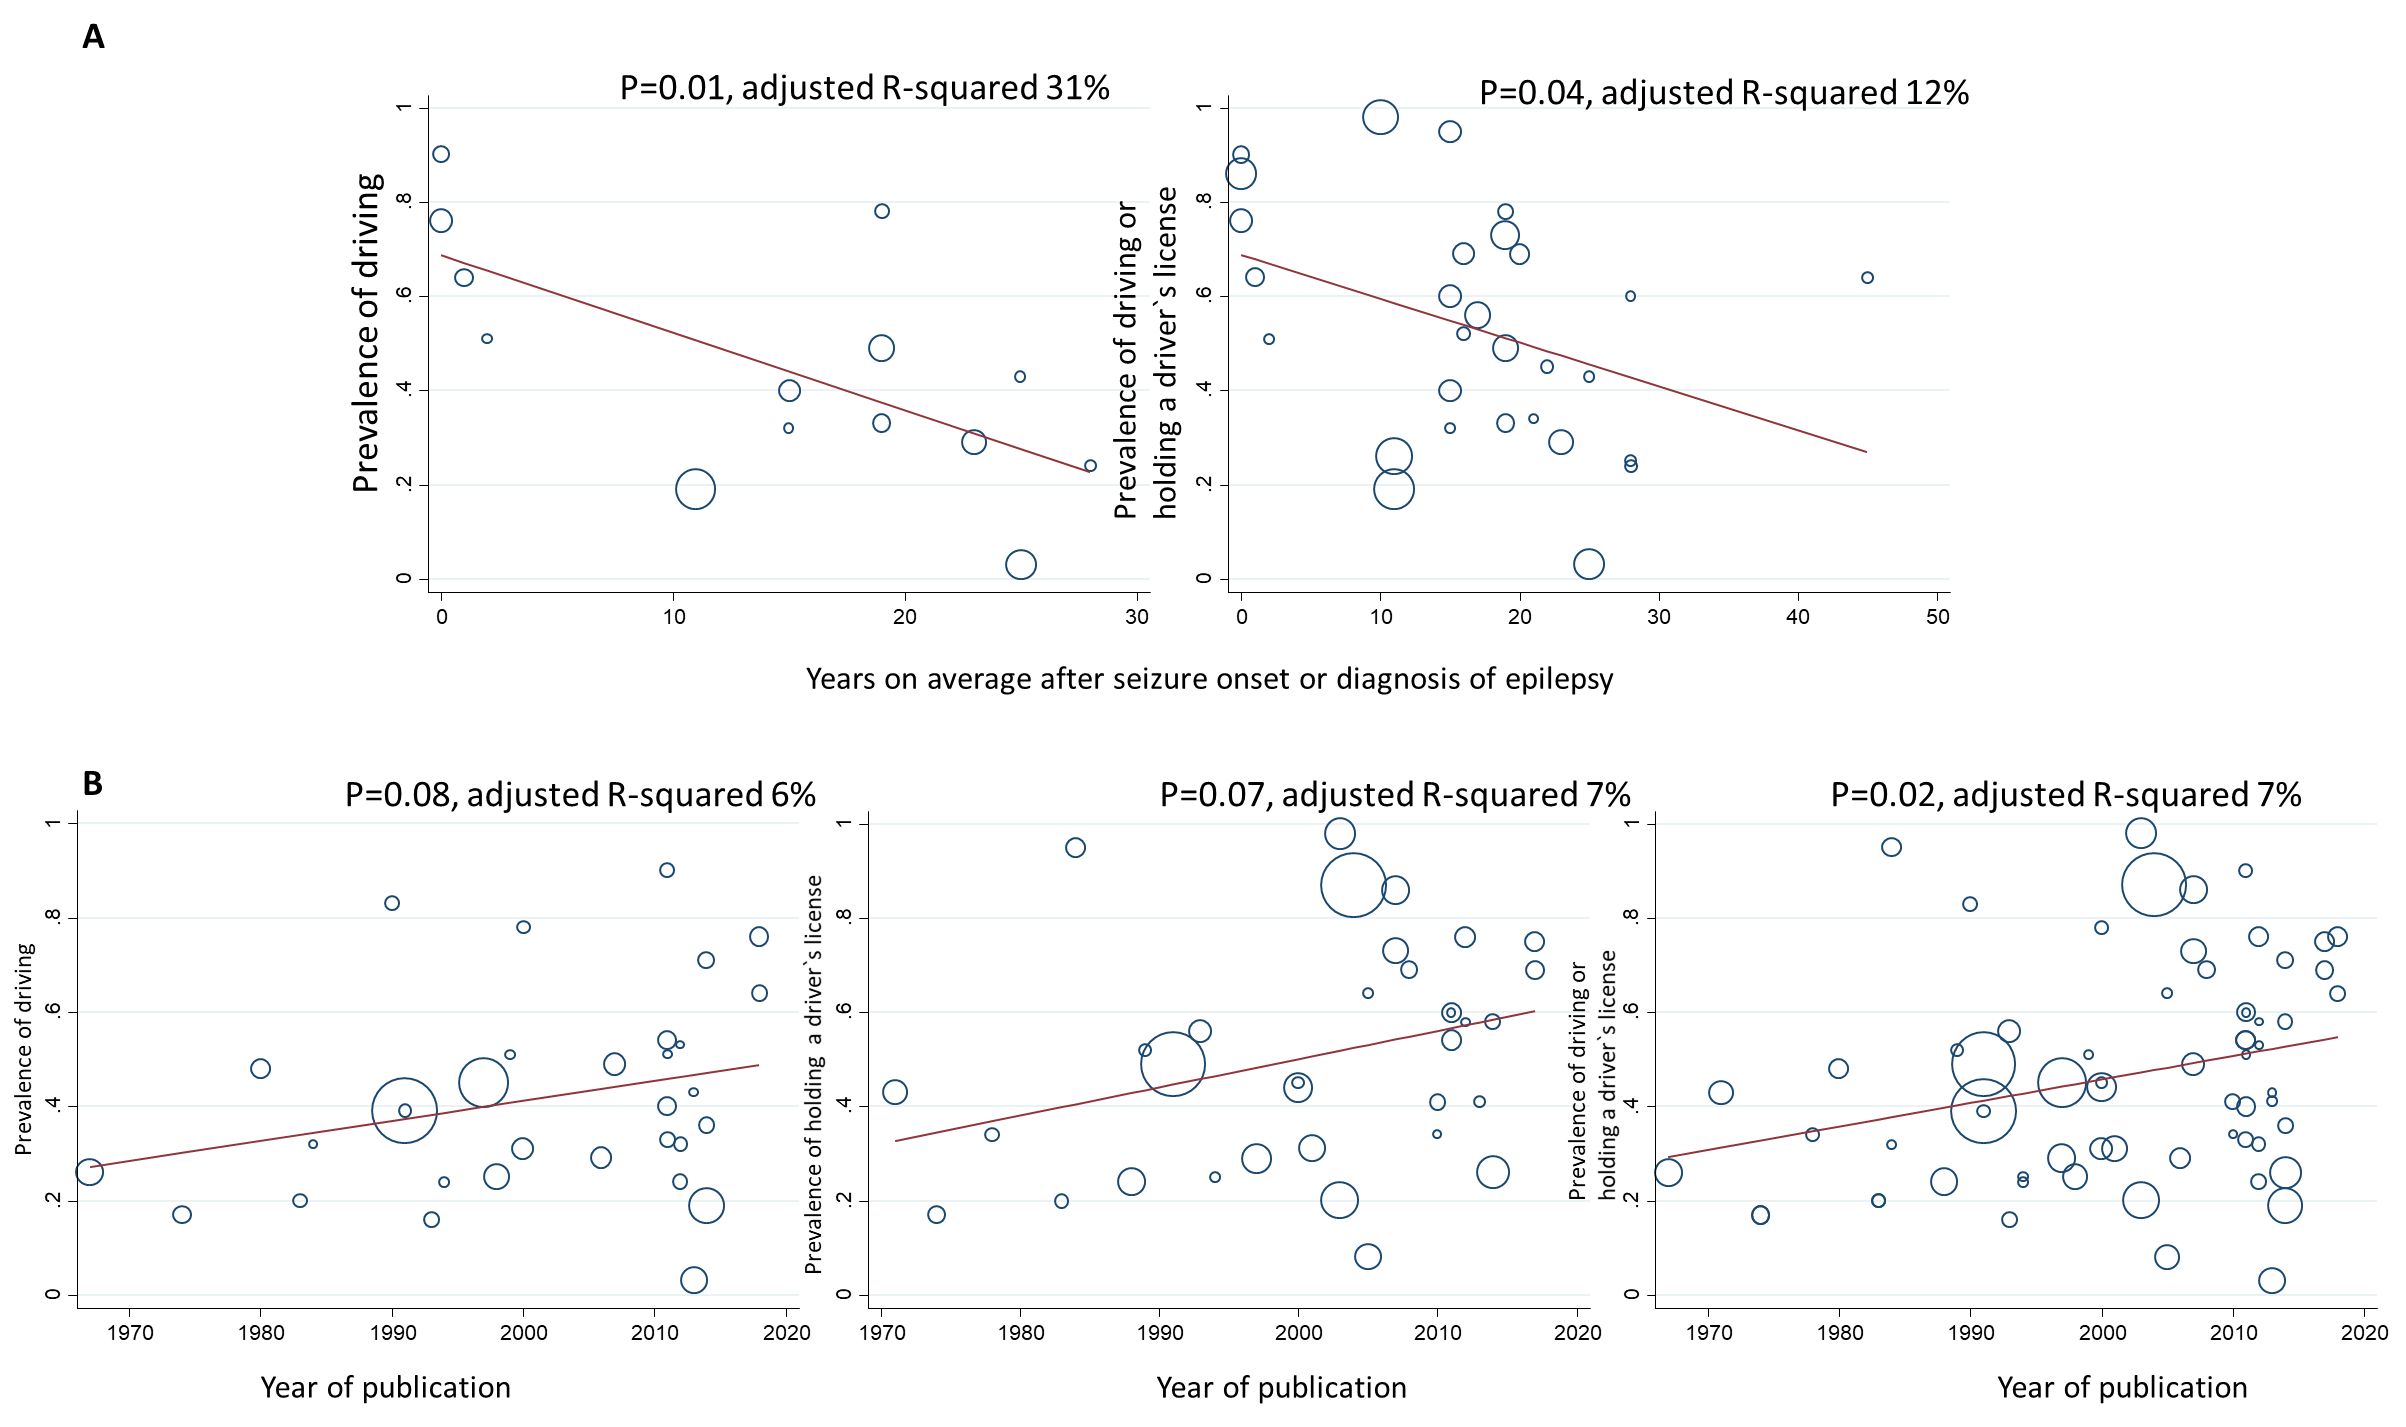 A
P=0.01, adjusted R-squared 31%
P=0.04, adjusted R-squared 12%
Prevalence of driving
1
.8
.6
.4
.2
0
0 10 20 30
Prevalence of driving or
holding a driver`s license
1
.8
.6
.4
.2
0
0 10 20 30 40 50
Years on average after seizure onset or diagnosis of epilepsy
B
P=0.08, adjusted R-squared 6%
P=0.07, adjusted R-squared 7%
P=0.02, adjusted R-squared 7%
Prevalence of driving
1
.8
.6
.4
.2
0
1970 1980 1990 2000 2010 2020
Year of publication
Prevalence of holding a driver`s license
1
.8
.6
.4
.2
0
1970 1980 1990 2000 2010 2020
Year of publication
Prevalence of driving or
holding a driver`s license
1
.8
.6
.4
.2
0
1970 1980 1990 2000 2010 2020
Year of publication